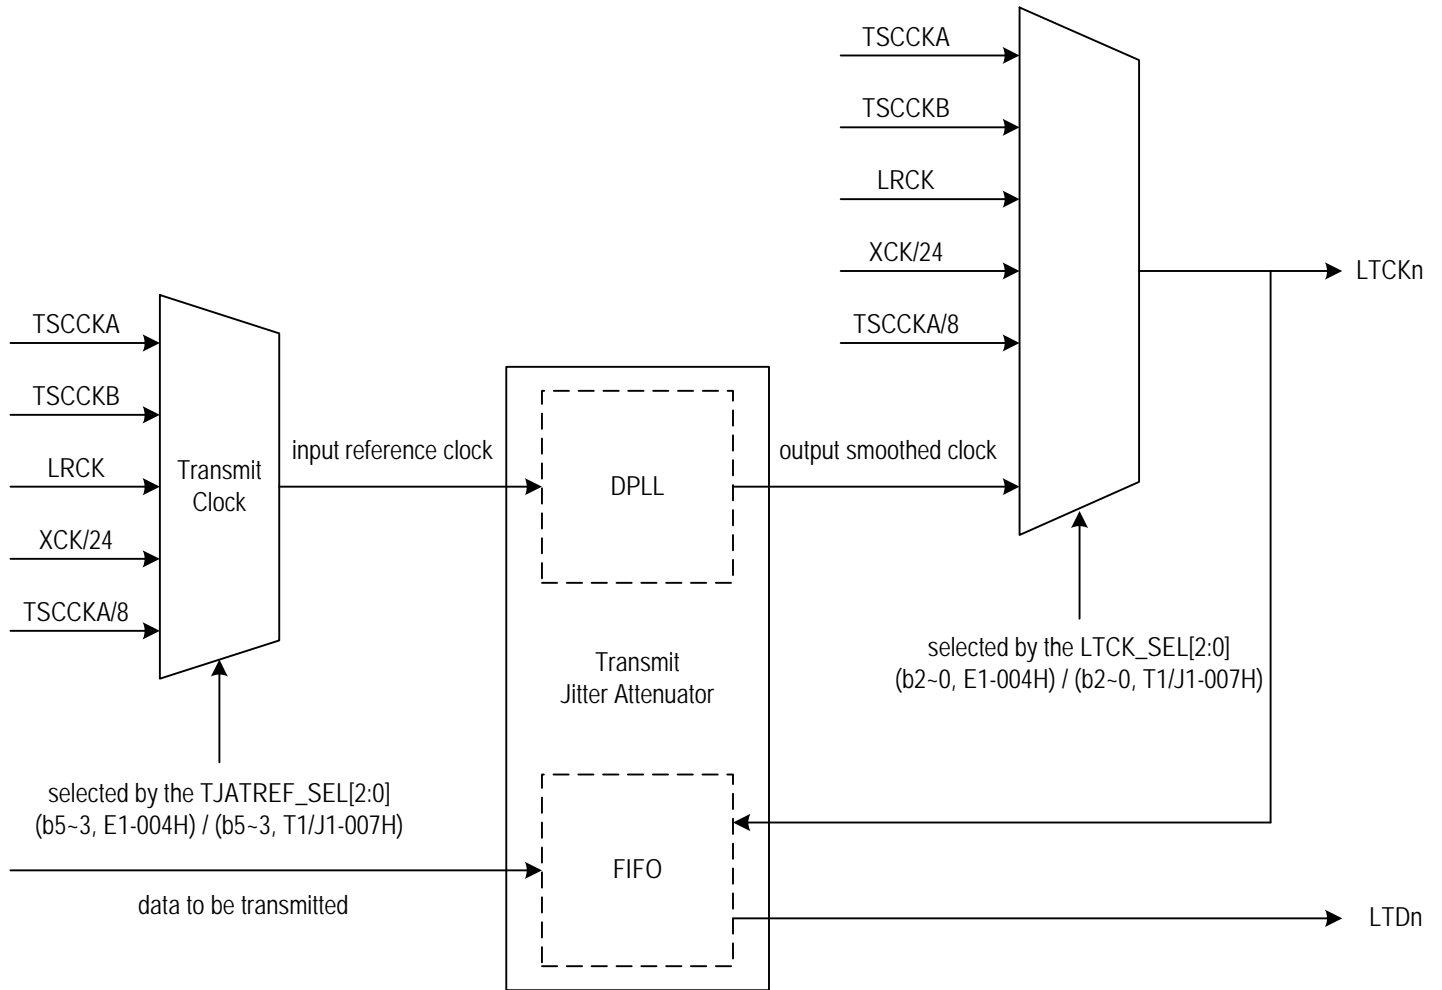 TSCCKA
TSCCKB
LRCK
XCK/24
TSCCKA/8
LTCKn
TSCCKA
TSCCKB
LRCK
XCK/24
TSCCKA/8
Transmit
Clock
input reference clock
DPLL
output smoothed clock
Transmit
Jitter Attenuator
selected by the LTCK_SEL[2:0]
(b2~0, E1-004H) / (b2~0, T1/J1-007H)
selected by the TJATREF_SEL[2:0]
(b5~3, E1-004H) / (b5~3, T1/J1-007H)
FIFO
data to be transmitted
LTDn